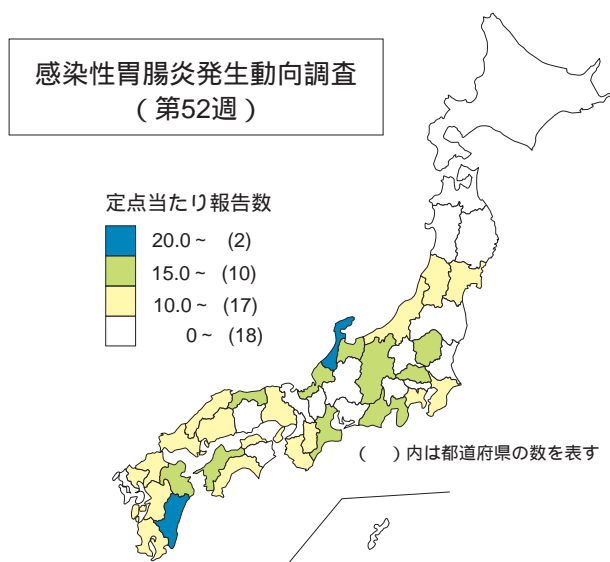 感染性胃腸炎発生動向調査
（第52週）
定点当たり報告数
20.0～ (2)
15.0～ (10)
10.0～ (17)
0～ (18)
（　）内は都道府県の数を表す